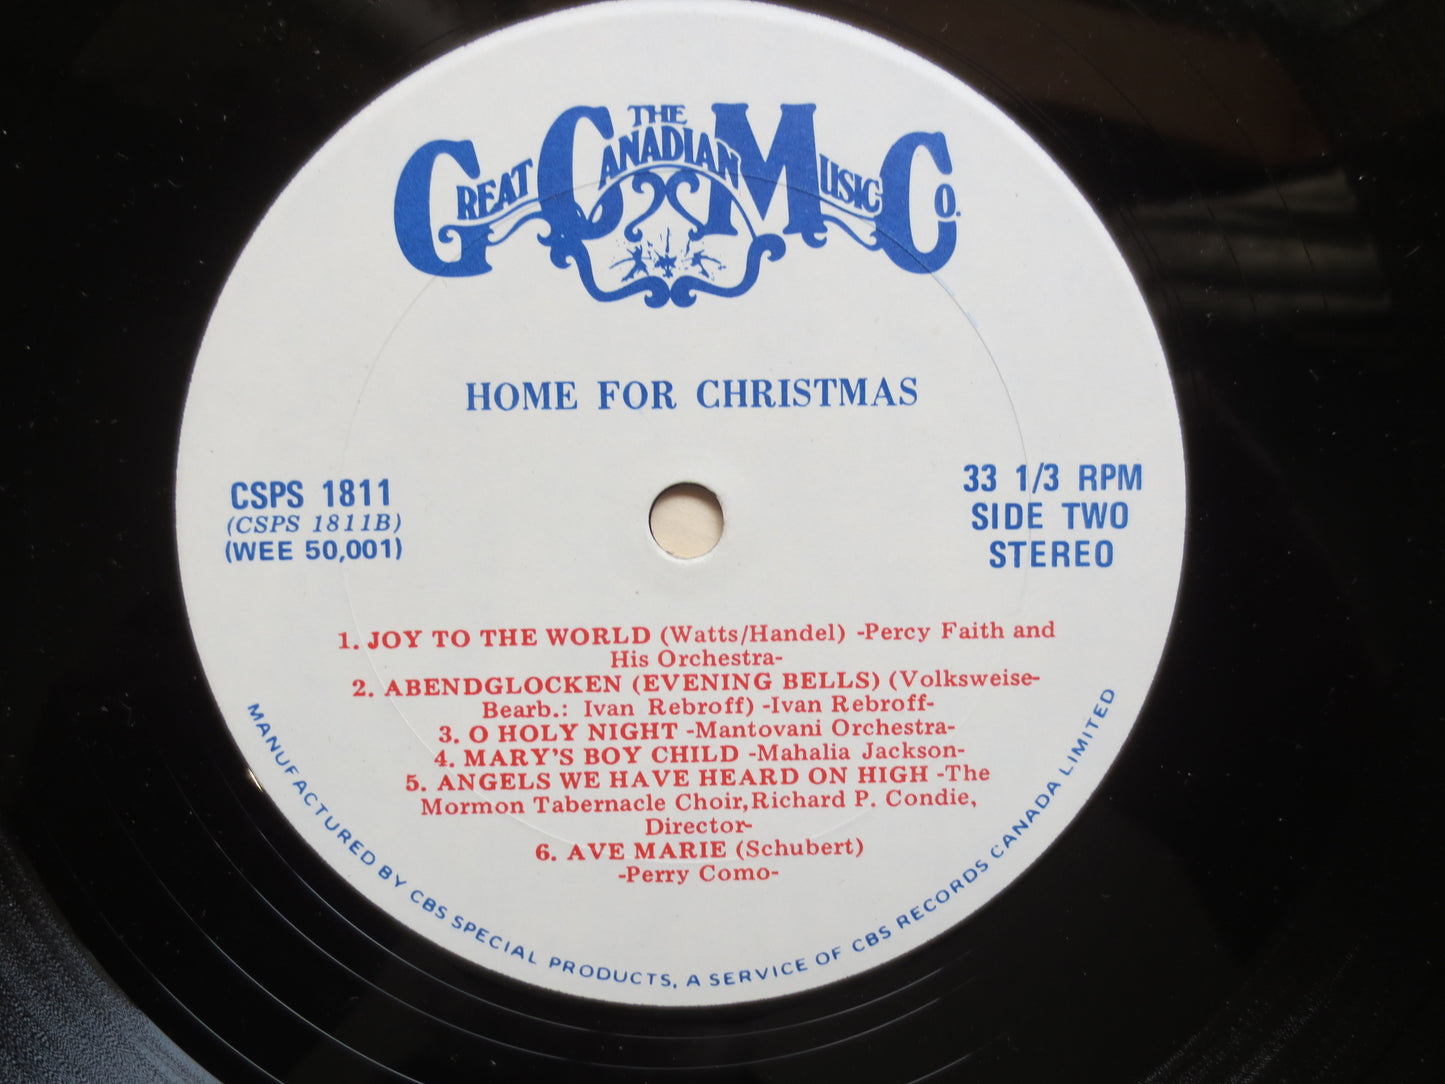 THE
GREAT CANADIAN MUSIC CO.
HOME FOR CHRISTMAS
CSPS 1811
(CSPS 1811B)
(WEE 50,001)
33 1/3 RPM
SIDE TWO
STEREO
1. JOY TO THE WORLD (Watts/Handel) -Percy Faith and
His Orchestra-
2. ABENDGLOCKEN (EVENING BELLS) (Volksweise-
Bearb.: Ivan Rebroff) -Ivan Rebroff-
3. O HOLY NIGHT -Mantovani Orchestra-
4. MARY'S BOY CHILD -Mahalia Jackson-
5. ANGELS WE HAVE HEARD ON HIGH -The
Mormon Tabernacle Choir,Richard P. Condie,
Director-
6. AVE MARIE (Schubert)
-Perry Como-
MANUFACTURED BY CBS SPECIAL PRODUCTS, A SERVICE OF CBS RECORDS CANADA LIMITED